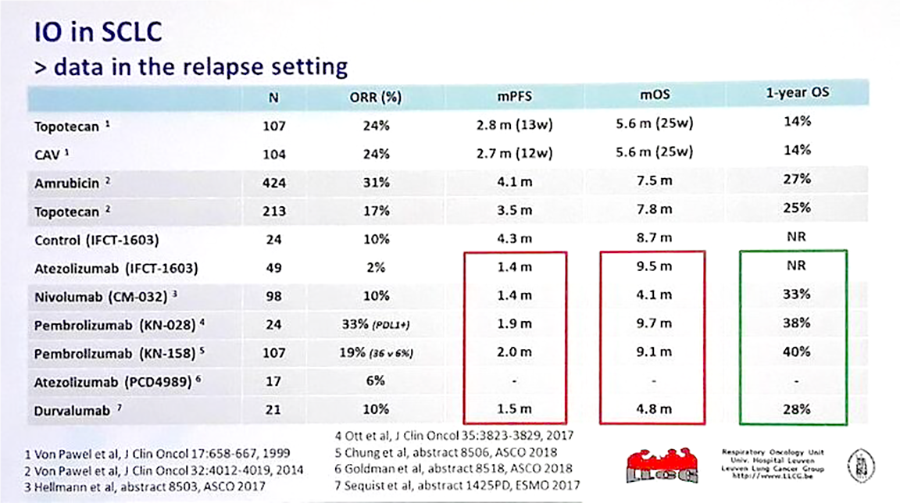 IO in SCLC
> data in the relapse setting
N ORR (%) mPFS mOS 1-year OS
Topotecan 1 107 24% 2.8 m (13w) 5.6 m (25w) 14%
CAV 1 104 24% 2.7 m (12w) 5.6 m (25w) 14%
Amrubicin 2 424 31% 4.1 m 7.5 m 27%
Topotecan 2 213 17% 3.5 m 7.8 m 25%
Control (IFCT-1603) 24 10% 4.3 m 8.7 m NR
Atezolizumab (IFCT-1603) 49 2% 1.4 m 9.5 m NR
Nivolumab (CM-032) 3 98 10% 1.4 m 4.1 m 33%
Pembrolizumab (KN-028) 4 24 33% (PDL1+) 1.9 m 9.7 m 38%
Pembrolizumab (KN-158) 5 107 19% (36 v 6%) 2.0 m 9.1 m 40%
Atezolizumab (PCD4989) 6 17 6% - - -
Durvalumab 7 21 10% 1.5 m 4.8 m 28%
1 Von Pawel et al, J Clin Oncol 17:658-667, 1999
2 Von Pawel et al, J Clin Oncol 32:4012-4019, 2014
3 Hellmann et al, abstract 8503, ASCO 2017
4 Ott et al, J Clin Oncol 35:3823-3829, 2017
5 Chung et al, abstract 8506, ASCO 2018
6 Goldman et al, abstract 8518, ASCO 2018
7 Sequist et al, abstract 1425PD, ESMO 2017
LLCG
Respiratory Oncology Unit
Univ. Hospital Leuven
Leuven Lung Cancer Group
http://www.LLCG.be